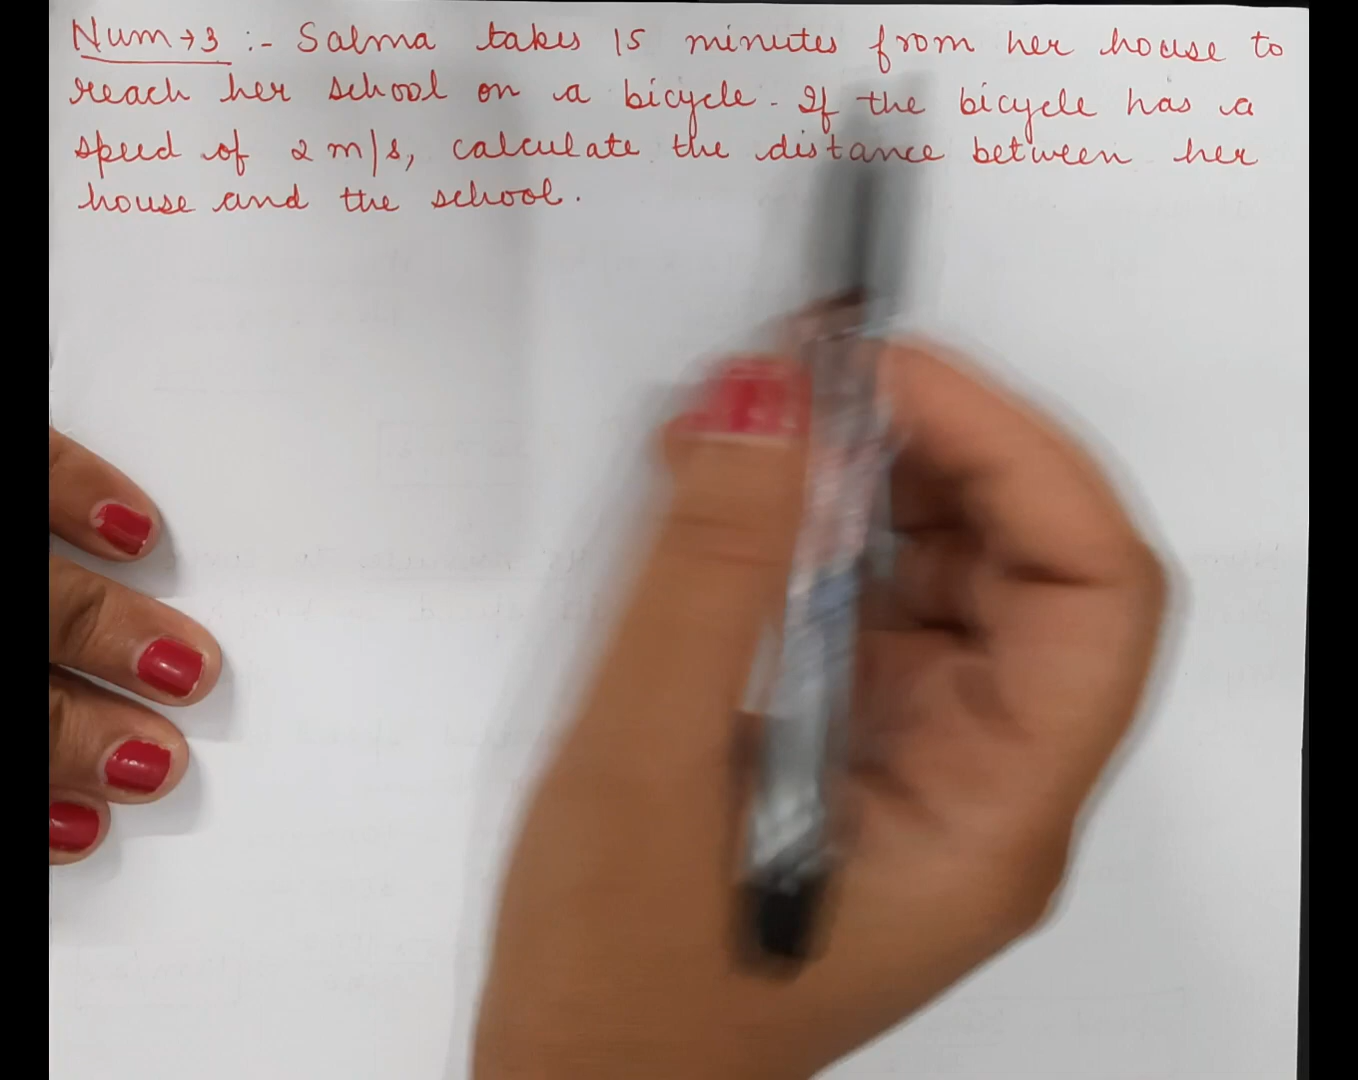 Num→3 :- Salma takes 15 minutes from her house to
reach her school on a bicycle. If the bicycle has a
speed of 2 m/s, calculate the distance between her
house and the school.